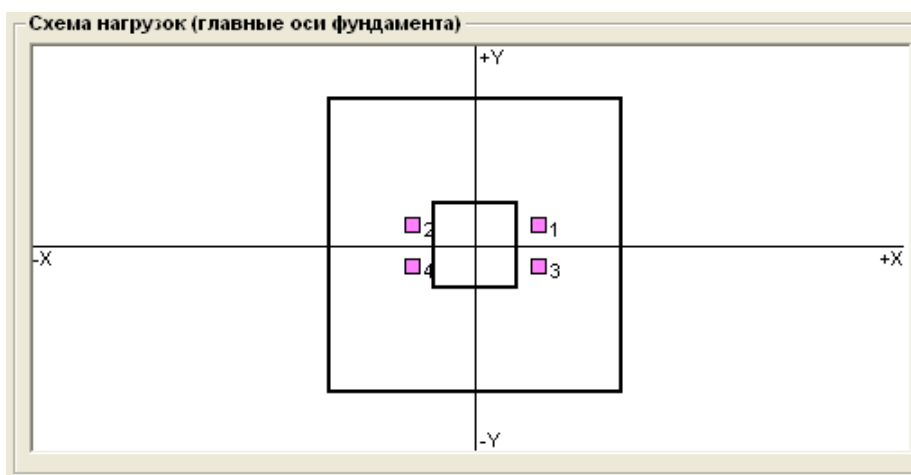 Схема нагрузок (главные оси фундамента)
+Y
2
1
-X
+X
4
3
-Y